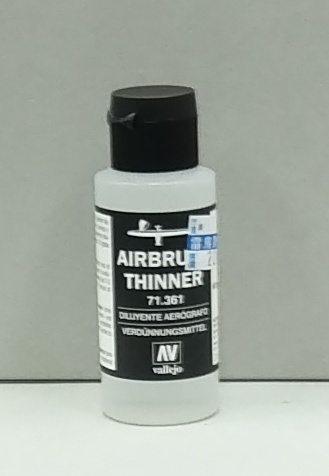 AIRBRU
THINNER
71.361
DILUYENTE AERÓGRAFO
VERDÜNNUNGSMITTEL
AV
vallejo